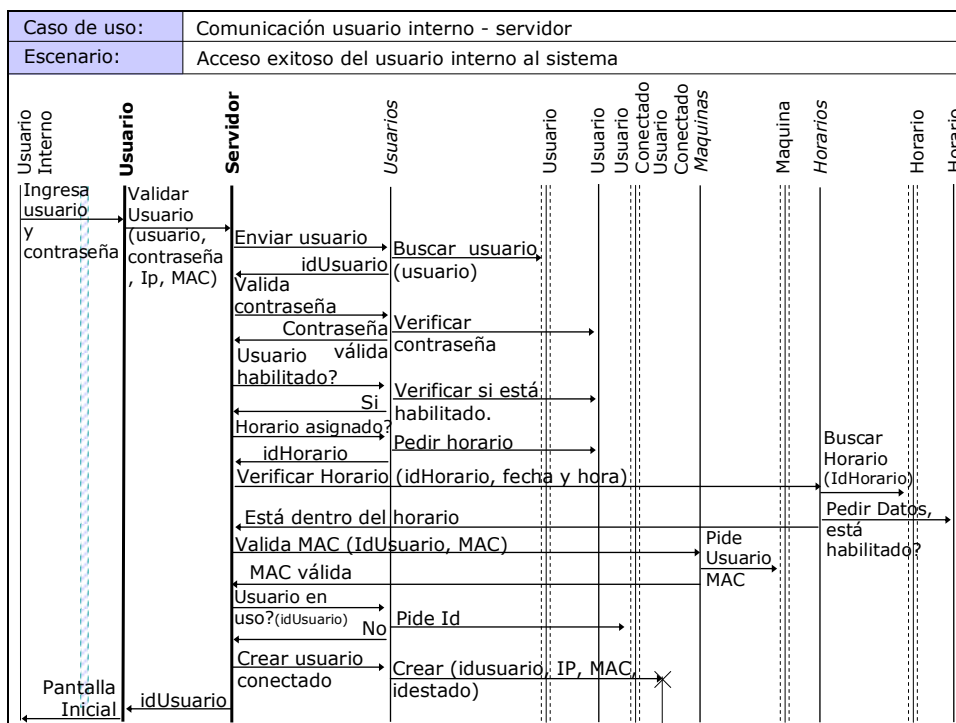 Caso de uso:
Comunicación usuario interno - servidor
Escenario:
Acceso exitoso del usuario interno al sistema
Usuario
Interno
Usuario
Servidor
Usuarios
Usuario
Usuario
Usuario
Conectado
Usuario
Conectado
Maquinas
Maquina
Horarios
Horario
Horario
Ingresa
usuario
y
contraseña
Validar
Usuario
(usuario,
contraseña
, Ip, MAC)
Enviar usuario
Buscar usuario
(usuario)
idUsuario
Valida
contraseña
Verificar
contraseña
Contraseña
válida
Usuario
habilitado?
Verificar si está
habilitado.
Si
Horario asignado?
Pedir horario
idHorario
Verificar Horario (idHorario, fecha y hora)
Buscar
Horario
(IdHorario)
Pedir Datos,
está
habilitado?
Está dentro del horario
Valida MAC (IdUsuario, MAC)
Pide
Usuario
MAC
MAC válida
Usuario en
uso?(idUsuario)
Pide Id
No
Crear usuario
conectado
Crear (idusuario, IP, MAC,
idestado)
idUsuario
Pantalla
Inicial